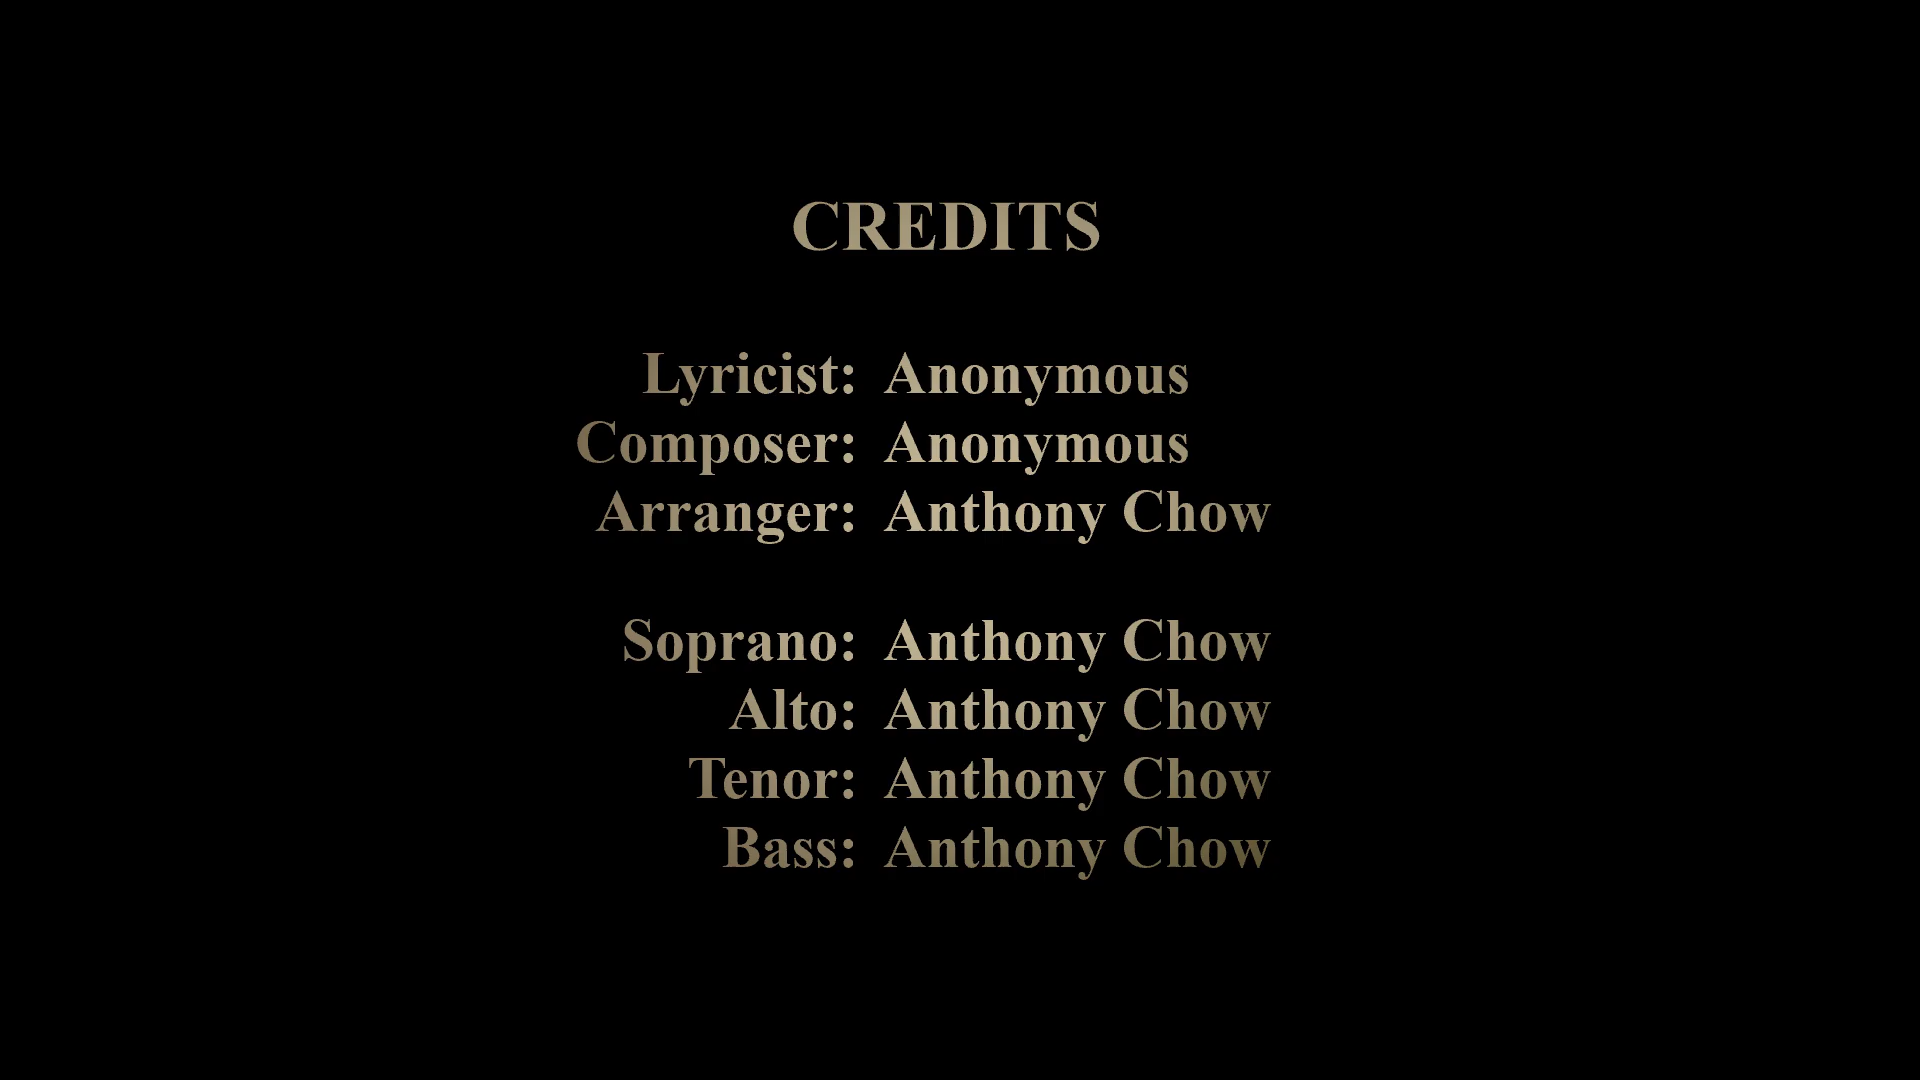 CREDITS
Lyricist: Anonymous
Composer: Anonymous
Arranger: Anthony Chow
Soprano: Anthony Chow
Alto: Anthony Chow
Tenor: Anthony Chow
Bass: Anthony Chow